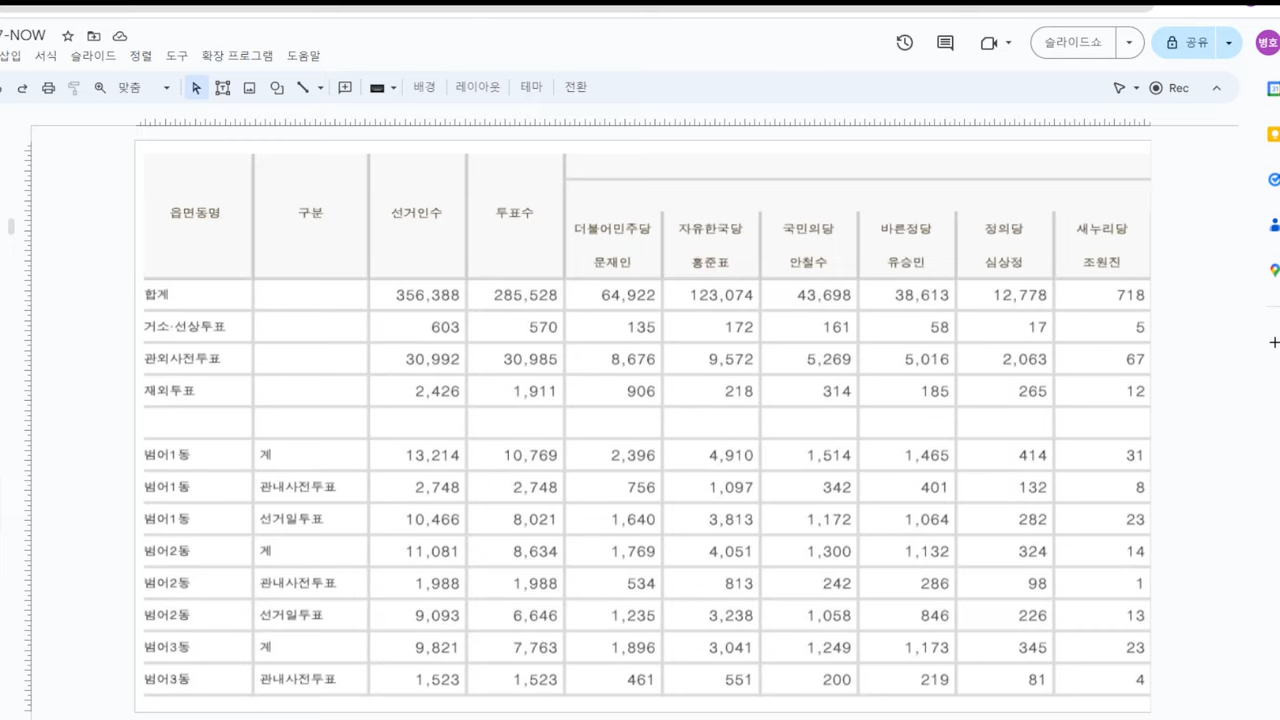 7-NOW
삽입 서식 슬라이드 정렬 도구 확장 프로그램 도움말
슬라이드쇼
공유
병호
맞춤 배경 레이아웃 테마 전환
Rec
읍면동명 구분 선거인수 투표수
더불어민주당 자유한국당 국민의당 바른정당 정의당 새누리당
문재인 홍준표 안철수 유승민 심상정 조원진
합계 356,388 285,528 64,922 123,074 43,698 38,613 12,778 718
거소·선상투표 603 570 135 172 161 58 17 5
관외사전투표 30,992 30,985 8,676 9,572 5,269 5,016 2,063 67
재외투표 2,426 1,911 906 218 314 185 265 12
범어1동 계 13,214 10,769 2,396 4,910 1,514 1,465 414 31
범어1동 관내사전투표 2,748 2,748 756 1,097 342 401 132 8
범어1동 선거일투표 10,466 8,021 1,640 3,813 1,172 1,064 282 23
범어2동 계 11,081 8,634 1,769 4,051 1,300 1,132 324 14
범어2동 관내사전투표 1,988 1,988 534 813 242 286 98 1
범어2동 선거일투표 9,093 6,646 1,235 3,238 1,058 846 226 13
범어3동 계 9,821 7,763 1,896 3,041 1,249 1,173 345 23
범어3동 관내사전투표 1,523 1,523 461 551 200 219 81 4